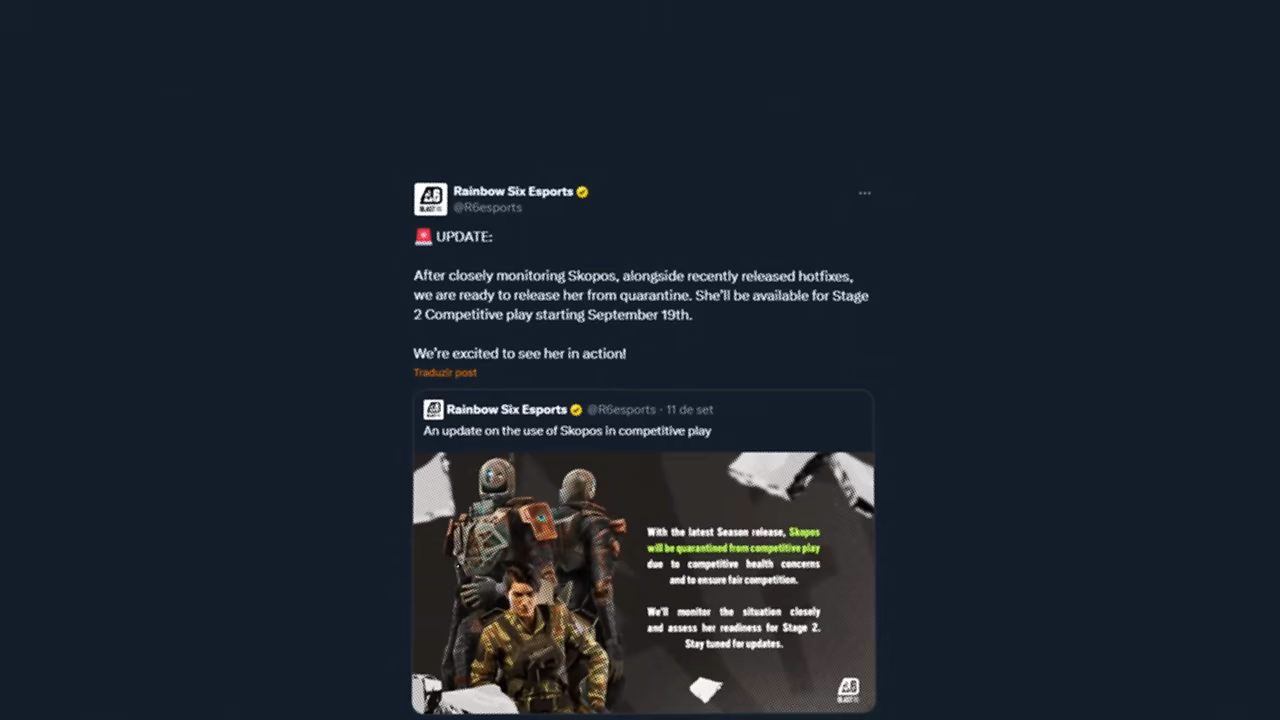 Rainbow Six Esports
@R6esports
UPDATE:
After closely monitoring Skopos, alongside recently released hotfixes,
we are ready to release her from quarantine. She'll be available for Stage
2 Competitive play starting September 19th.
We're excited to see her in action!
Traduzir post
Rainbow Six Esports @R6esports · 11 de set
An update on the use of Skopos in competitive play
With the latest Season release, Skopos
will be quarantined from competitive play
due to competitive health concerns
and to ensure fair competition.
We'll monitor the situation closely
and assess her readiness for Stage 2.
Stay tuned for updates.